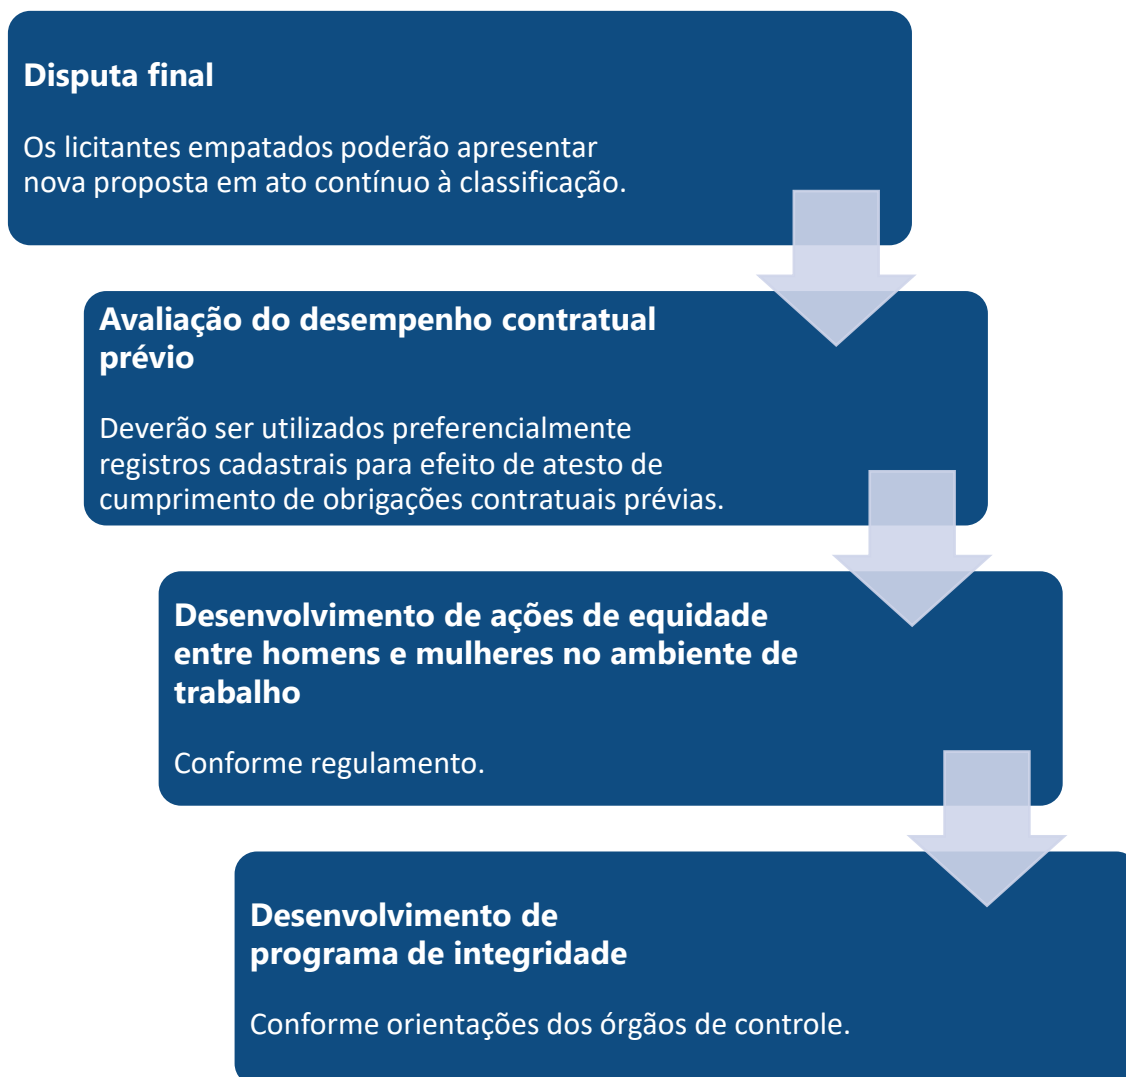 Disputa final
Os licitantes empatados poderão apresentar
nova proposta em ato contínuo à classificação.
Avaliação do desempenho contratual
prévio
Deverão ser utilizados preferencialmente
registros cadastrais para efeito de atesto de
cumprimento de obrigações contratuais prévias.
Desenvolvimento de ações de equidade
entre homens e mulheres no ambiente de
trabalho
Conforme regulamento.
Desenvolvimento de
programa de integridade
Conforme orientações dos órgãos de controle.